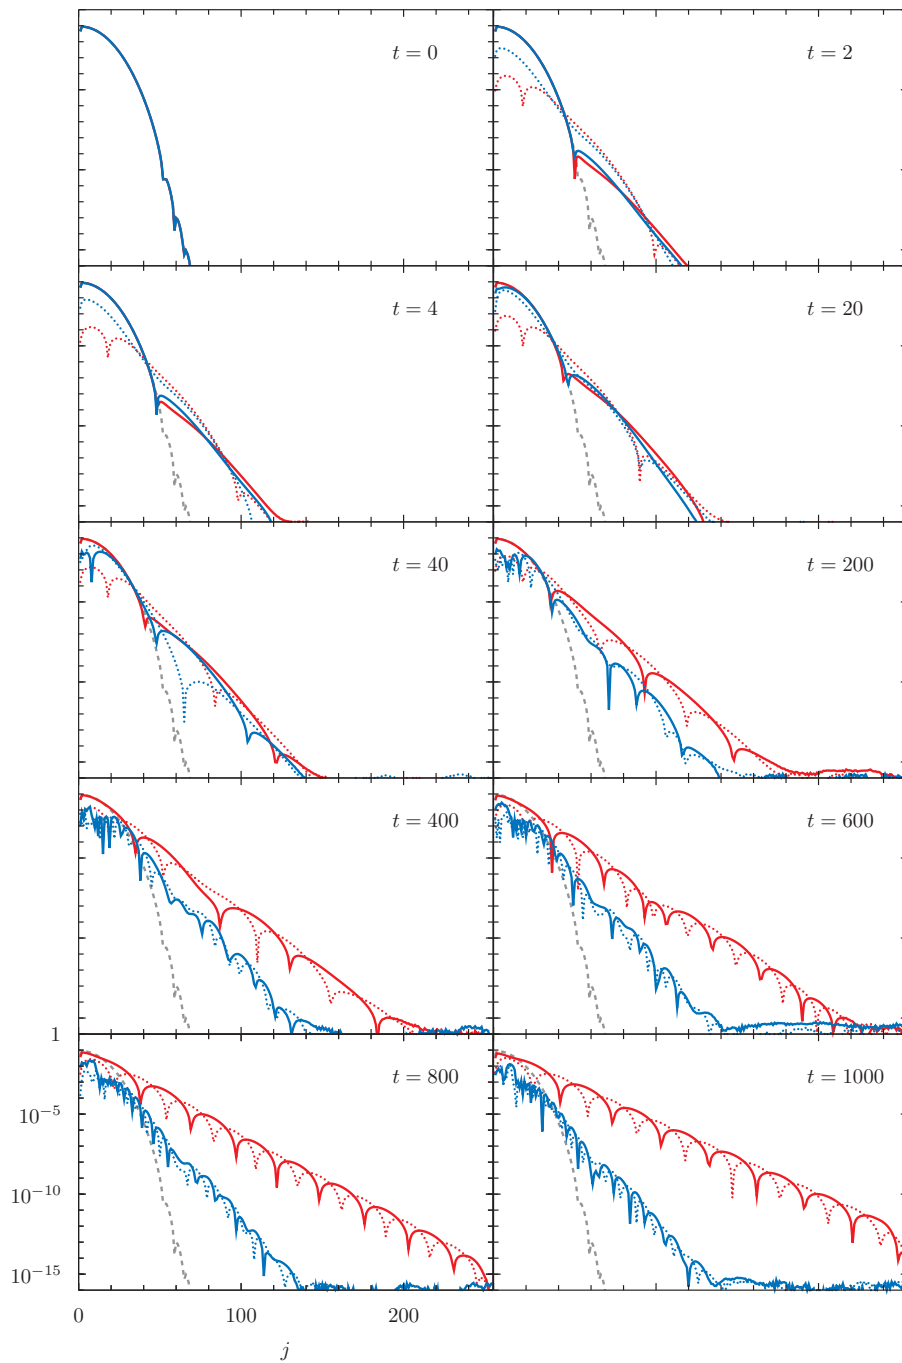 t = 0
t = 2
t = 4
t = 20
t = 40
t = 200
t = 400
t = 600
1
t = 800
t = 1000
10⁻⁵
10⁻¹⁰
10⁻¹⁵
0 100 200
j